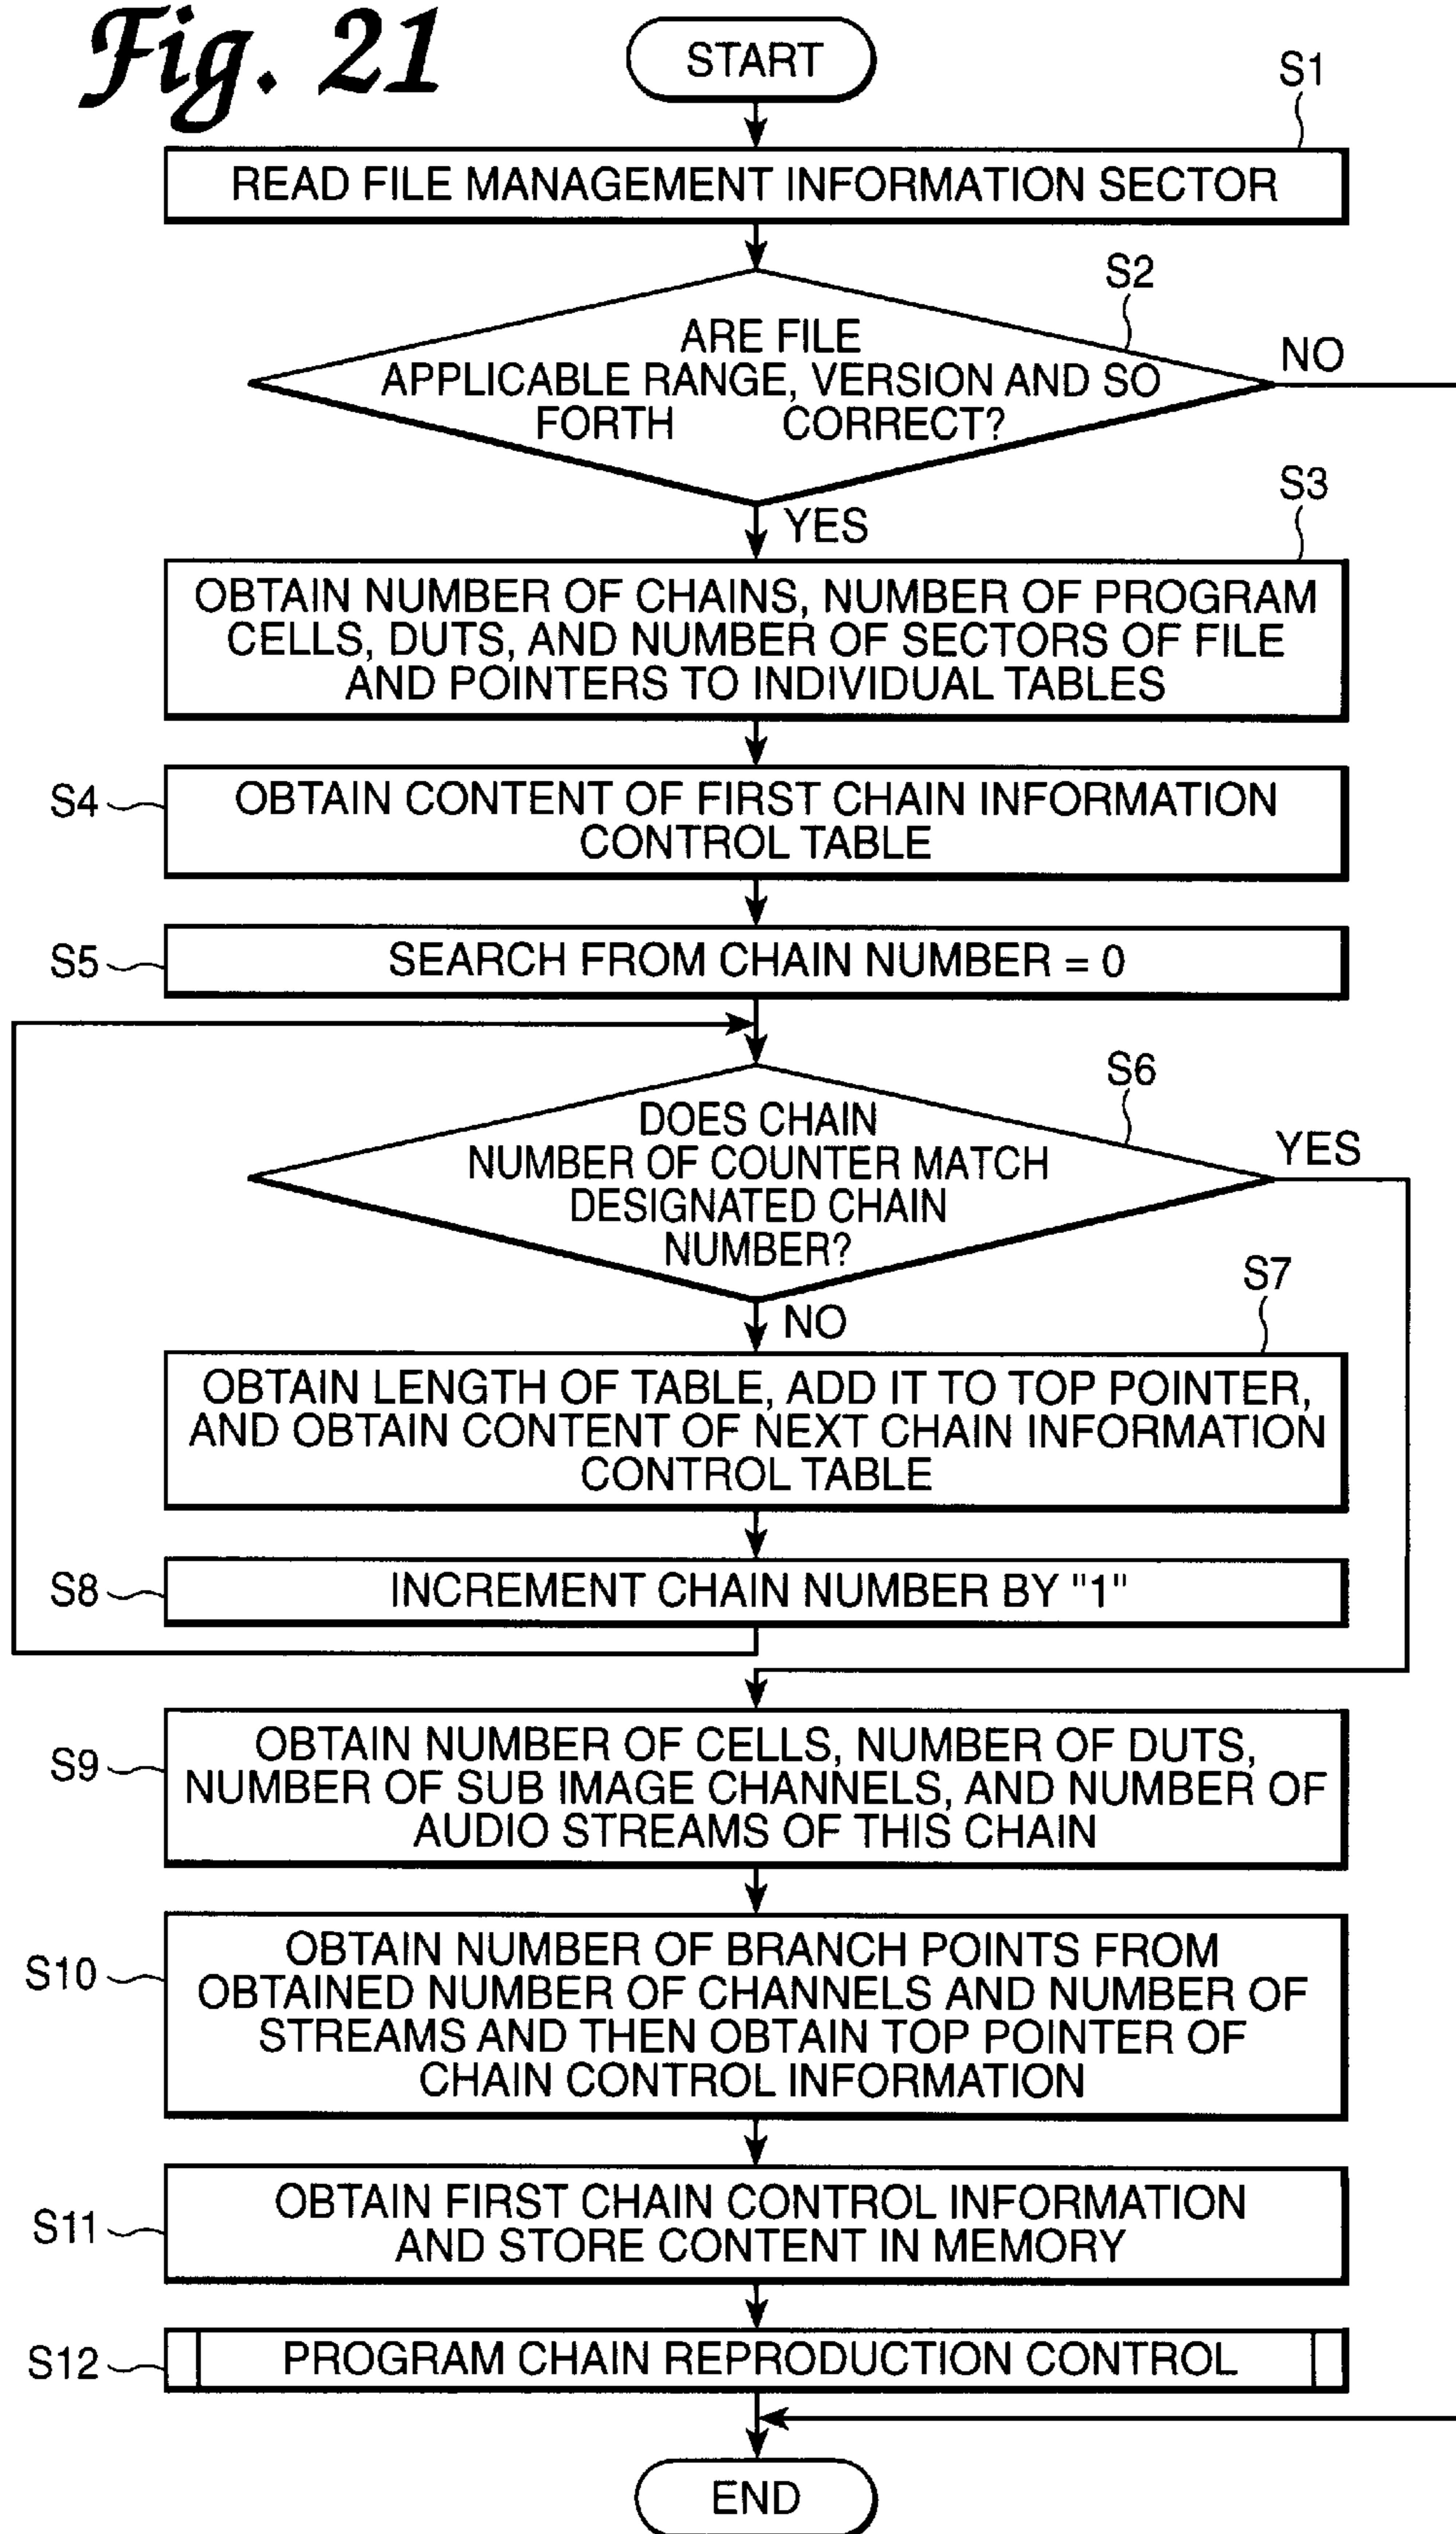 Fig. 21
START
S1
READ FILE MANAGEMENT INFORMATION SECTOR
S2
ARE FILE
APPLICABLE RANGE, VERSION AND SO
FORTH CORRECT?
NO
YES
S3
OBTAIN NUMBER OF CHAINS, NUMBER OF PROGRAM
CELLS, DUTS, AND NUMBER OF SECTORS OF FILE
AND POINTERS TO INDIVIDUAL TABLES
S4
OBTAIN CONTENT OF FIRST CHAIN INFORMATION
CONTROL TABLE
S5
SEARCH FROM CHAIN NUMBER = 0
S6
DOES CHAIN
NUMBER OF COUNTER MATCH
DESIGNATED CHAIN
NUMBER?
YES
NO
S7
OBTAIN LENGTH OF TABLE, ADD IT TO TOP POINTER,
AND OBTAIN CONTENT OF NEXT CHAIN INFORMATION
CONTROL TABLE
S8
INCREMENT CHAIN NUMBER BY "1"
S9
OBTAIN NUMBER OF CELLS, NUMBER OF DUTS,
NUMBER OF SUB IMAGE CHANNELS, AND NUMBER OF
AUDIO STREAMS OF THIS CHAIN
S10
OBTAIN NUMBER OF BRANCH POINTS FROM
OBTAINED NUMBER OF CHANNELS AND NUMBER OF
STREAMS AND THEN OBTAIN TOP POINTER OF
CHAIN CONTROL INFORMATION
S11
OBTAIN FIRST CHAIN CONTROL INFORMATION
AND STORE CONTENT IN MEMORY
S12
PROGRAM CHAIN REPRODUCTION CONTROL
END